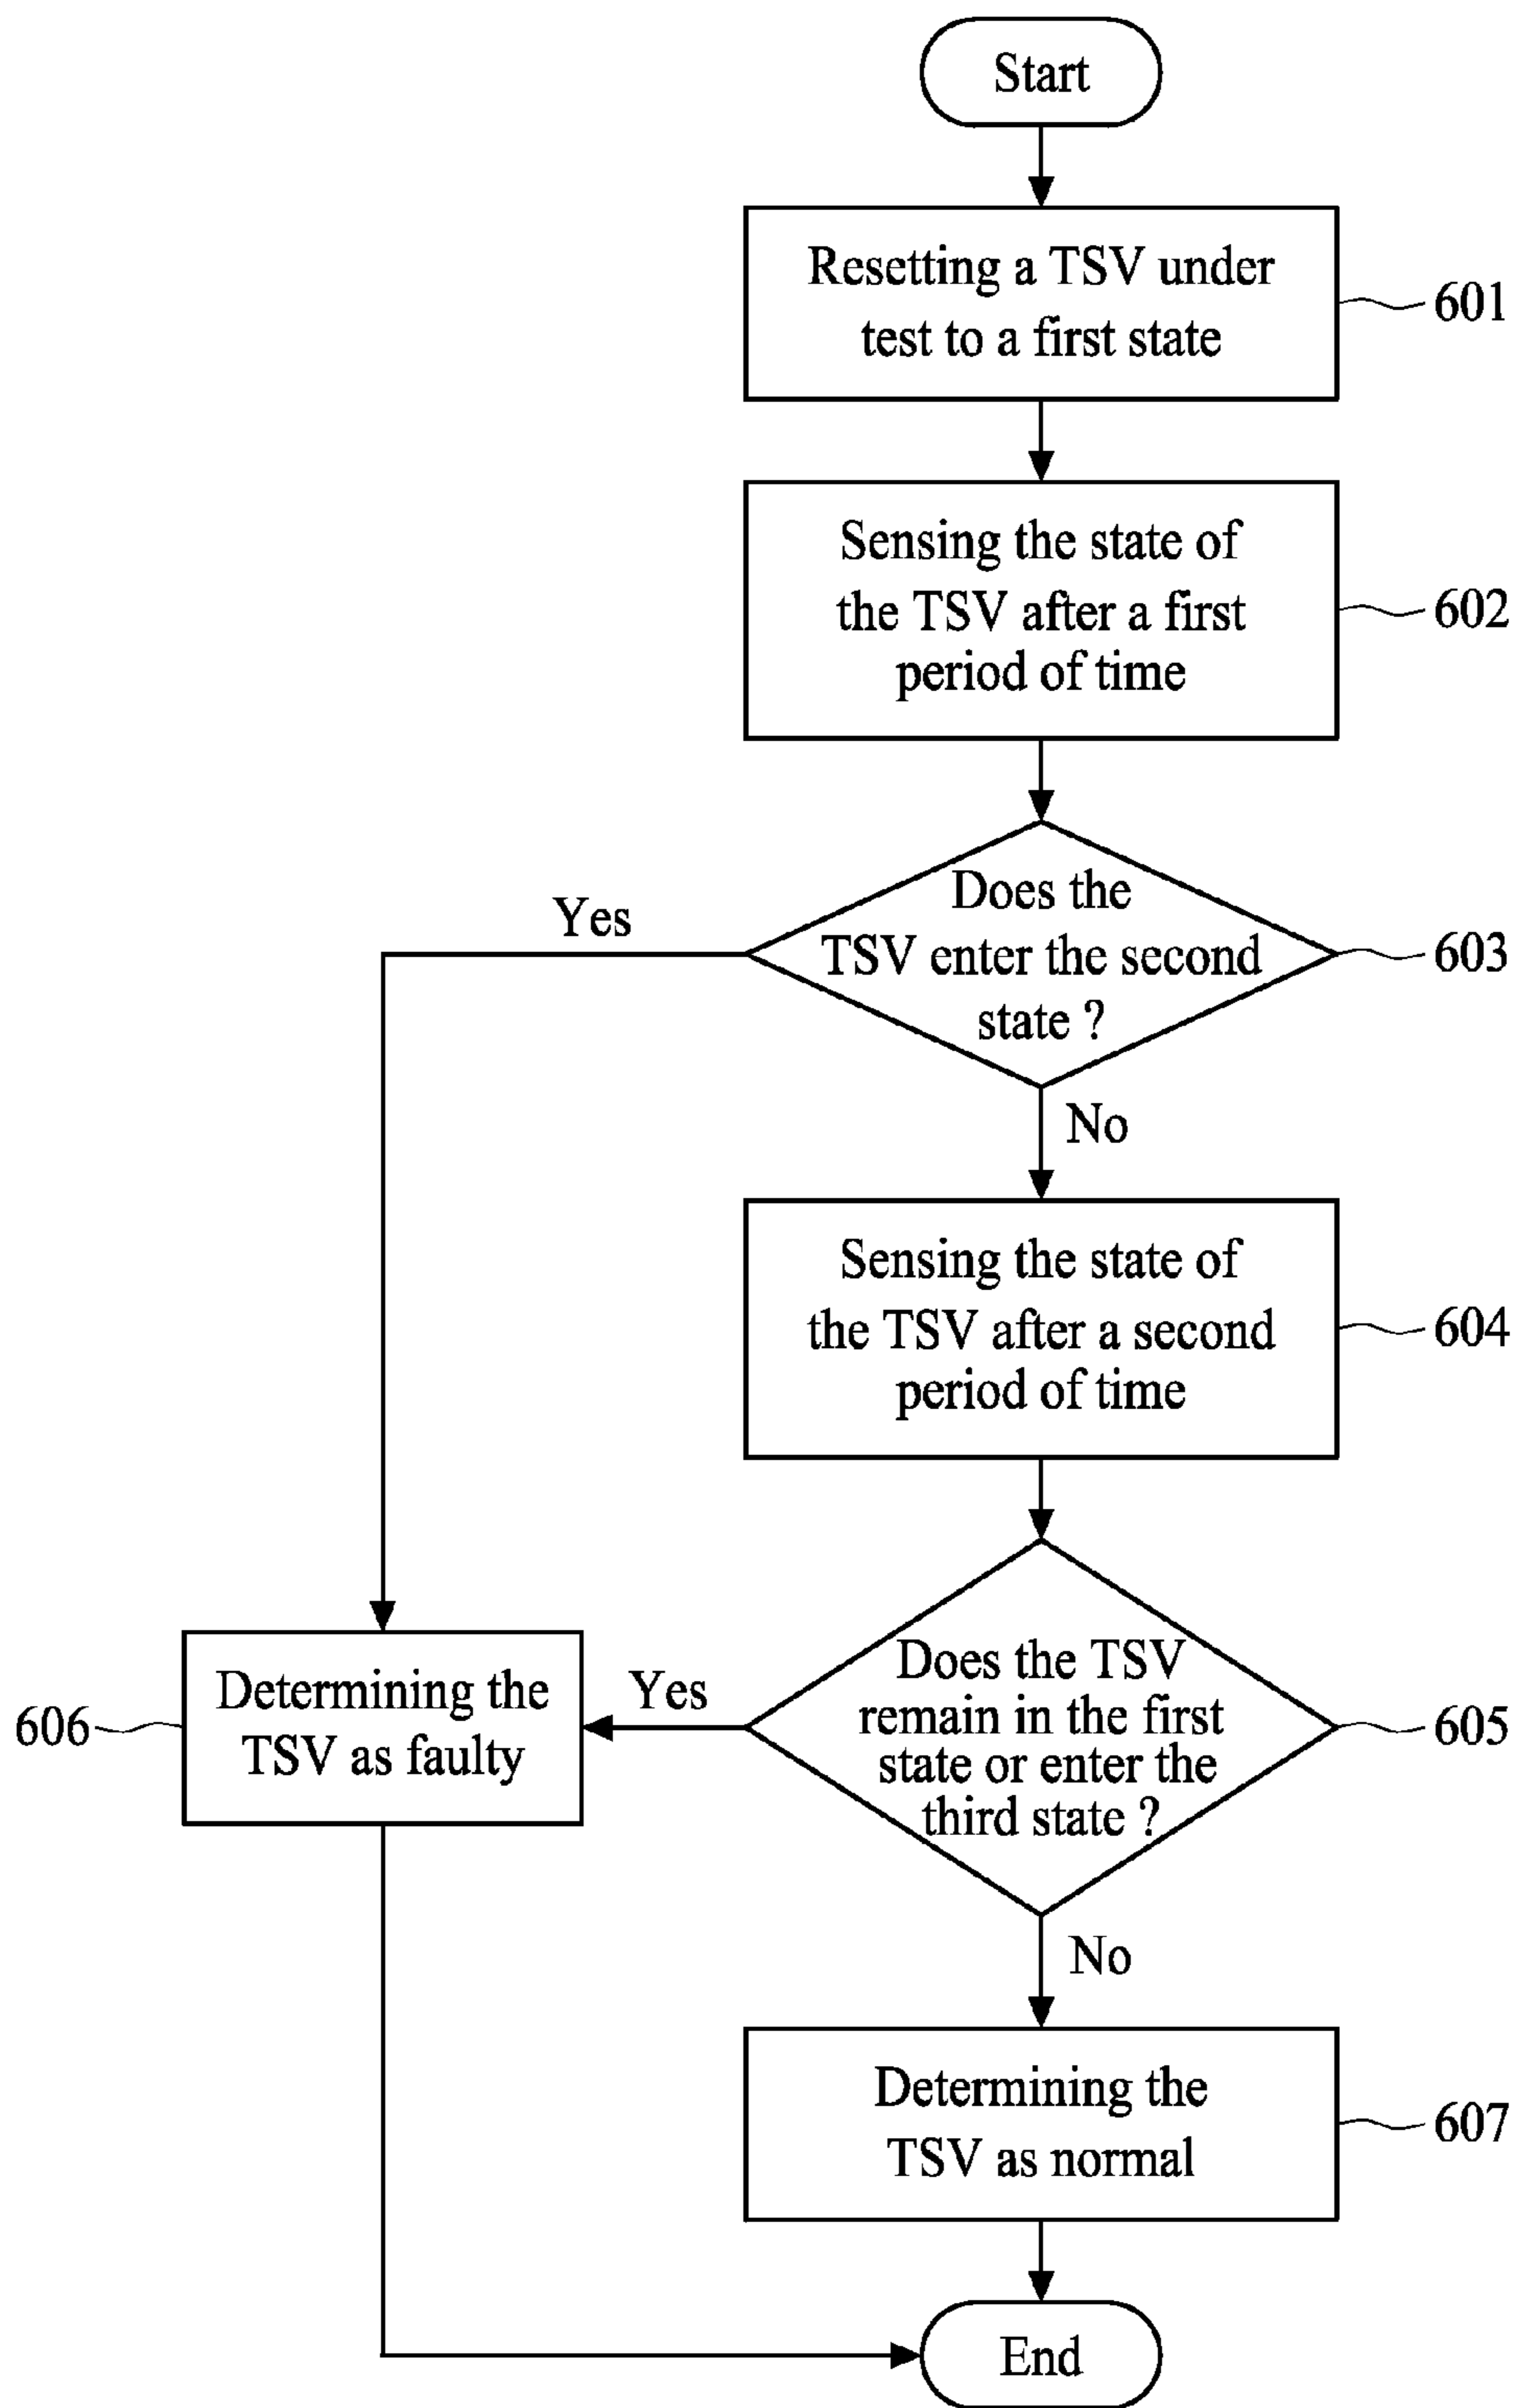 Start
Resetting a TSV under
test to a first state
601
Sensing the state of
the TSV after a first
period of time
602
Does the
TSV enter the second
state ?
603
Yes
No
Sensing the state of
the TSV after a second
period of time
604
Does the TSV
remain in the first
state or enter the
third state ?
605
Yes
Determining the
TSV as faulty
606
No
Determining the
TSV as normal
607
End